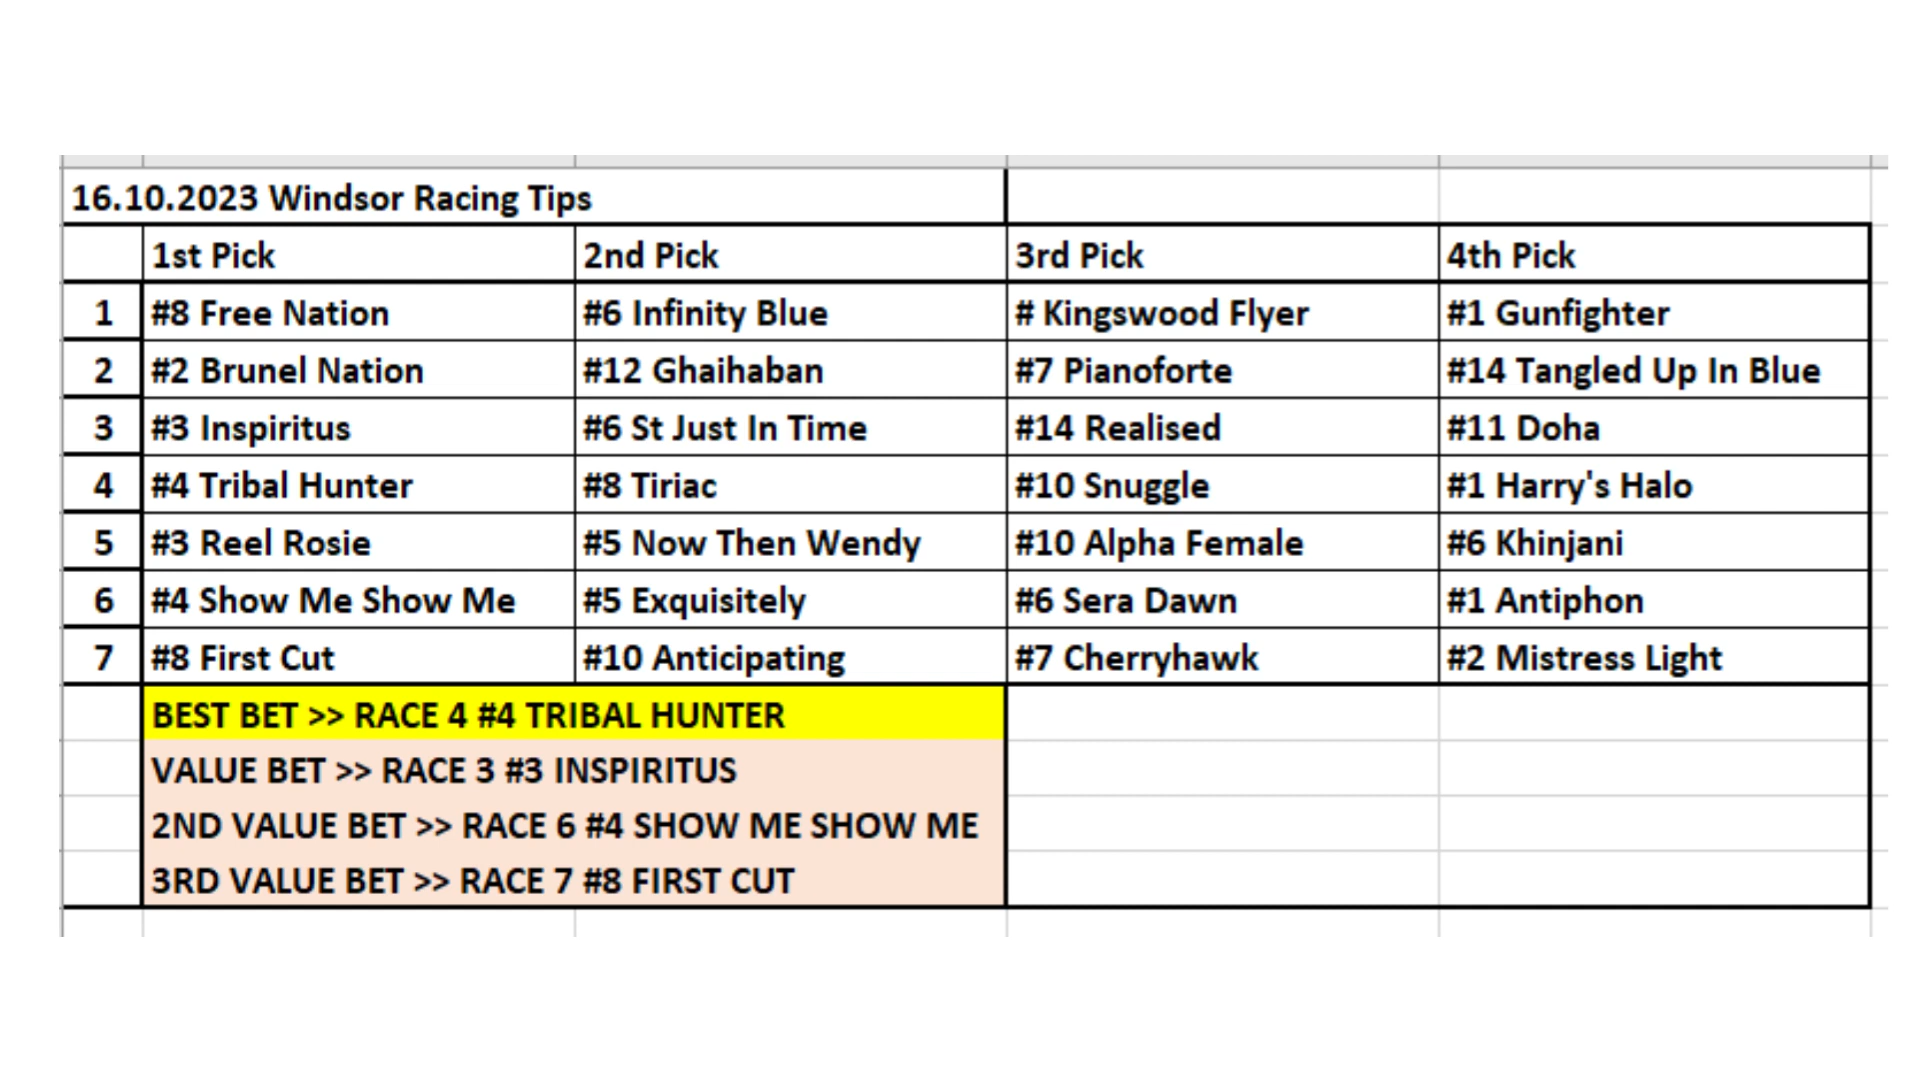 16.10.2023 Windsor Racing Tips
1st Pick 2nd Pick 3rd Pick 4th Pick
1 #8 Free Nation #6 Infinity Blue # Kingswood Flyer #1 Gunfighter
2 #2 Brunel Nation #12 Ghaihaban #7 Pianoforte #14 Tangled Up In Blue
3 #3 Inspiritus #6 St Just In Time #14 Realised #11 Doha
4 #4 Tribal Hunter #8 Tiriac #10 Snuggle #1 Harry's Halo
5 #3 Reel Rosie #5 Now Then Wendy #10 Alpha Female #6 Khinjani
6 #4 Show Me Show Me #5 Exquisitely #6 Sera Dawn #1 Antiphon
7 #8 First Cut #10 Anticipating #7 Cherryhawk #2 Mistress Light
BEST BET >> RACE 4 #4 TRIBAL HUNTER
VALUE BET >> RACE 3 #3 INSPIRITUS
2ND VALUE BET >> RACE 6 #4 SHOW ME SHOW ME
3RD VALUE BET >> RACE 7 #8 FIRST CUT